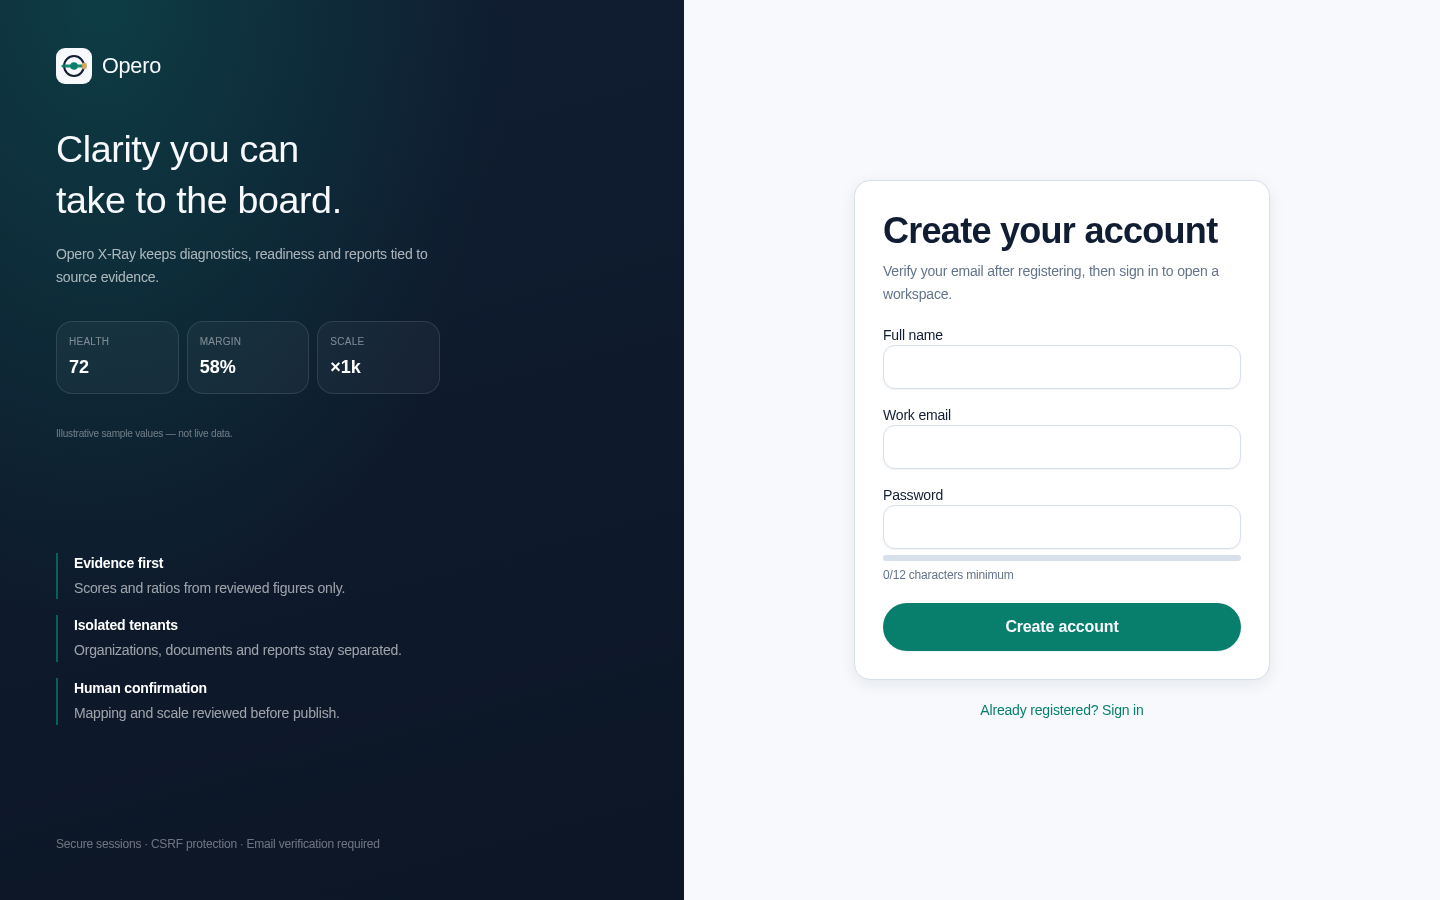 Opero
Clarity you can
take to the board.
Opero X-Ray keeps diagnostics, readiness and reports tied to
source evidence.
HEALTH
72
MARGIN
58%
SCALE
×1k
Illustrative sample values — not live data.
Evidence first
Scores and ratios from reviewed figures only.
Isolated tenants
Organizations, documents and reports stay separated.
Human confirmation
Mapping and scale reviewed before publish.
Secure sessions · CSRF protection · Email verification required
Create your account
Verify your email after registering, then sign in to open a
workspace.
Full name
Work email
Password
0/12 characters minimum
Create account
Already registered? Sign in